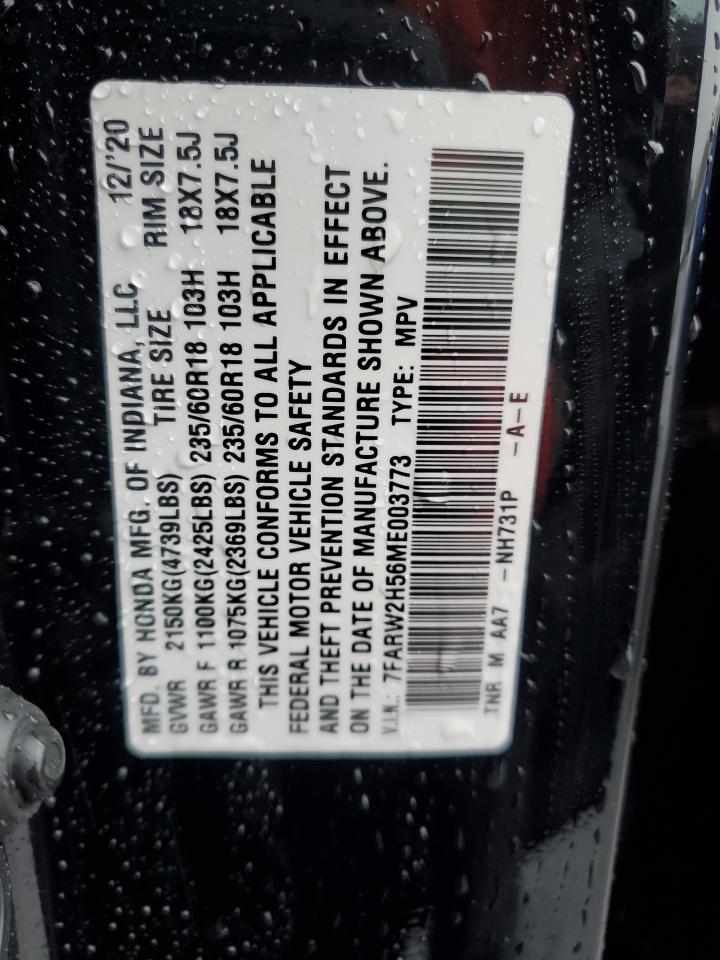 MFD. BY HONDA MFG. OF INDIANA, LLC 12/'20
GVWR 2150KG(4739LBS) TIRE SIZE RIM SIZE
GAWR F 1100KG(2425LBS) 235/60R18 103H 18X7.5J
GAWR R 1075KG(2369LBS) 235/60R18 103H 18X7.5J
THIS VEHICLE CONFORMS TO ALL APPLICABLE
FEDERAL MOTOR VEHICLE SAFETY
AND THEFT PREVENTION STANDARDS IN EFFECT
ON THE DATE OF MANUFACTURE SHOWN ABOVE.
V.I.N.: 7FARW2H56ME003773 TYPE: MPV
TNR M AA7 -NH731P -A-E